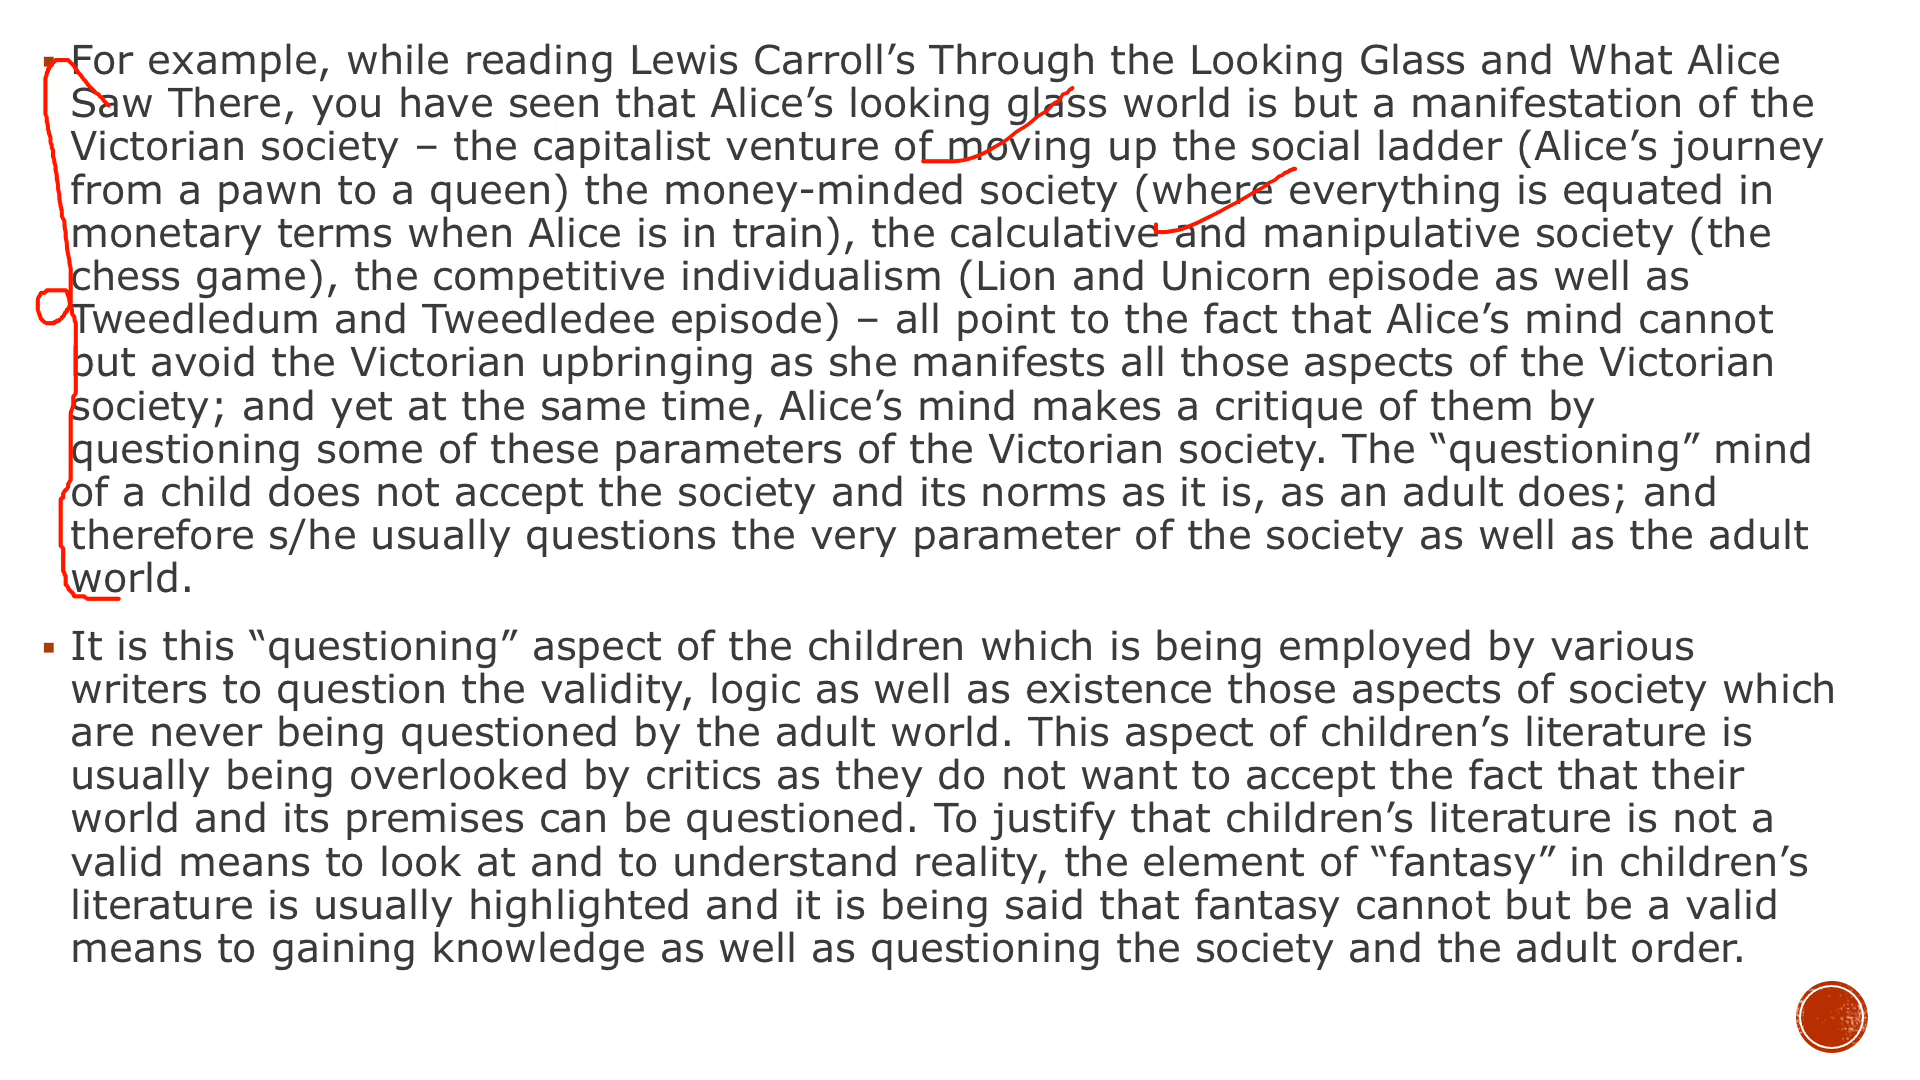 For example, while reading Lewis Carroll’s Through the Looking Glass and What Alice
Saw There, you have seen that Alice’s looking glass world is but a manifestation of the
Victorian society – the capitalist venture of moving up the social ladder (Alice’s journey
from a pawn to a queen) the money-minded society (where everything is equated in
monetary terms when Alice is in train), the calculative and manipulative society (the
chess game), the competitive individualism (Lion and Unicorn episode as well as
Tweedledum and Tweedledee episode) – all point to the fact that Alice’s mind cannot
but avoid the Victorian upbringing as she manifests all those aspects of the Victorian
society; and yet at the same time, Alice’s mind makes a critique of them by
questioning some of these parameters of the Victorian society. The “questioning” mind
of a child does not accept the society and its norms as it is, as an adult does; and
therefore s/he usually questions the very parameter of the society as well as the adult
world.
It is this “questioning” aspect of the children which is being employed by various
writers to question the validity, logic as well as existence those aspects of society which
are never being questioned by the adult world. This aspect of children’s literature is
usually being overlooked by critics as they do not want to accept the fact that their
world and its premises can be questioned. To justify that children’s literature is not a
valid means to look at and to understand reality, the element of “fantasy” in children’s
literature is usually highlighted and it is being said that fantasy cannot but be a valid
means to gaining knowledge as well as questioning the society and the adult order.